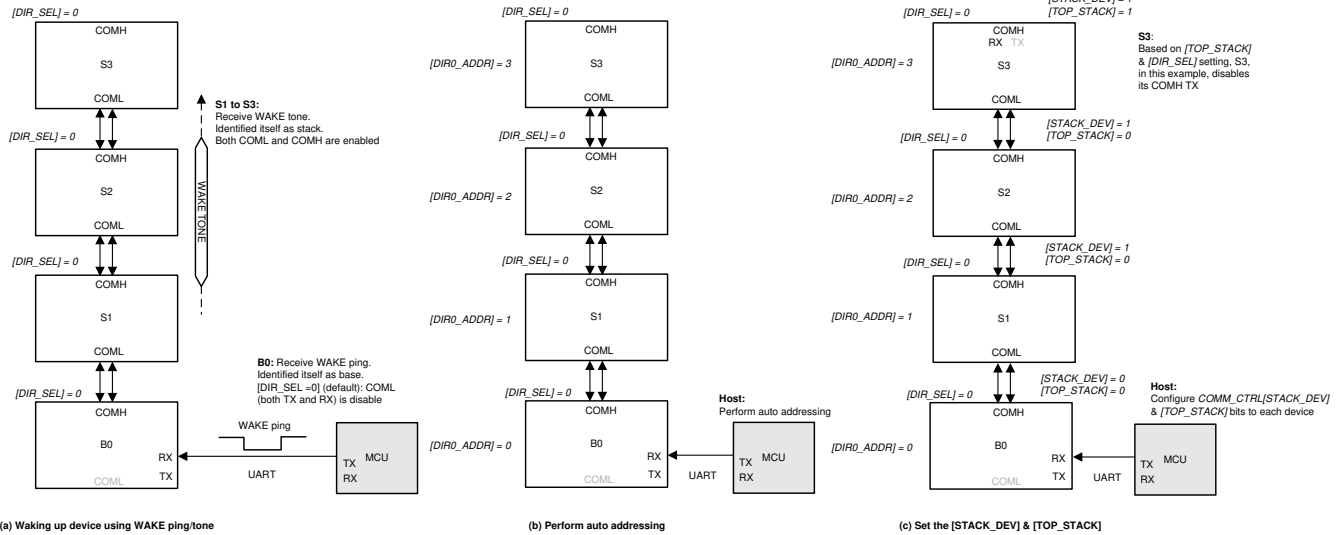 [DIR_SEL] = 0
COMH
S3
COML
[DIR_SEL] = 0
COMH
S2
COML
[DIR_SEL] = 0
COMH
S1
COML
[DIR_SEL] = 0
COMH
B0
RX
TX
COML
S1 to S3:
Receive WAKE tone.
Identified itself as stack.
Both COML and COMH are enabled
WAKE TONE
B0: Receive WAKE ping.
Identified itself as base.
[DIR_SEL =0] (default): COML
(both TX and RX) is disable
WAKE ping
UART
TX MCU
RX
(a) Waking up device using WAKE ping/tone
[DIR_SEL] = 0
COMH
[DIR0_ADDR] = 3
S3
COML
[DIR_SEL] = 0
COMH
[DIR0_ADDR] = 2
S2
COML
[DIR_SEL] = 0
COMH
[DIR0_ADDR] = 1
S1
COML
[DIR_SEL] = 0
COMH
[DIR0_ADDR] = 0
B0
RX
TX
COML
Host:
Perform auto addressing
UART
TX MCU
RX
(b) Perform auto addressing
[DIR_SEL] = 0
[TOP_STACK] = 1
COMH
RX TX
[DIR0_ADDR] = 3
S3
COML
S3:
Based on [TOP_STACK]
& [DIR_SEL] setting, S3,
in this example, disables
its COMH TX
[STACK_DEV] = 1
[TOP_STACK] = 0
[DIR_SEL] = 0
COMH
[DIR0_ADDR] = 2
S2
COML
[STACK_DEV] = 1
[TOP_STACK] = 0
[DIR_SEL] = 0
COMH
[DIR0_ADDR] = 1
S1
COML
[STACK_DEV] = 0
[TOP_STACK] = 0
[DIR_SEL] = 0
COMH
[DIR0_ADDR] = 0
B0
RX
TX
COML
Host:
Configure COMM_CTRL[STACK_DEV]
& [TOP_STACK] bits to each device
UART
TX MCU
RX
(c) Set the [STACK_DEV] & [TOP_STACK]